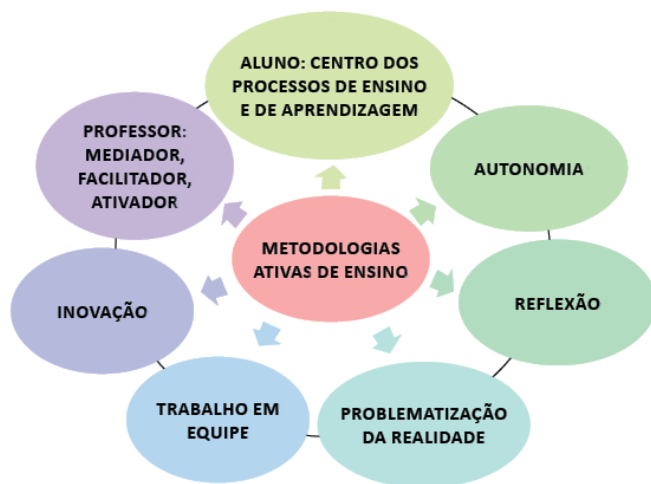 ALUNO: CENTRO DOS
PROCESSOS DE ENSINO
E DE APRENDIZAGEM
PROFESSOR:
MEDIADOR,
FACILITADOR,
ATIVADOR
AUTONOMIA
METODOLOGIAS
ATIVAS DE ENSINO
INOVAÇÃO
REFLEXÃO
TRABALHO EM
EQUIPE
PROBLEMATIZAÇÃO
DA REALIDADE